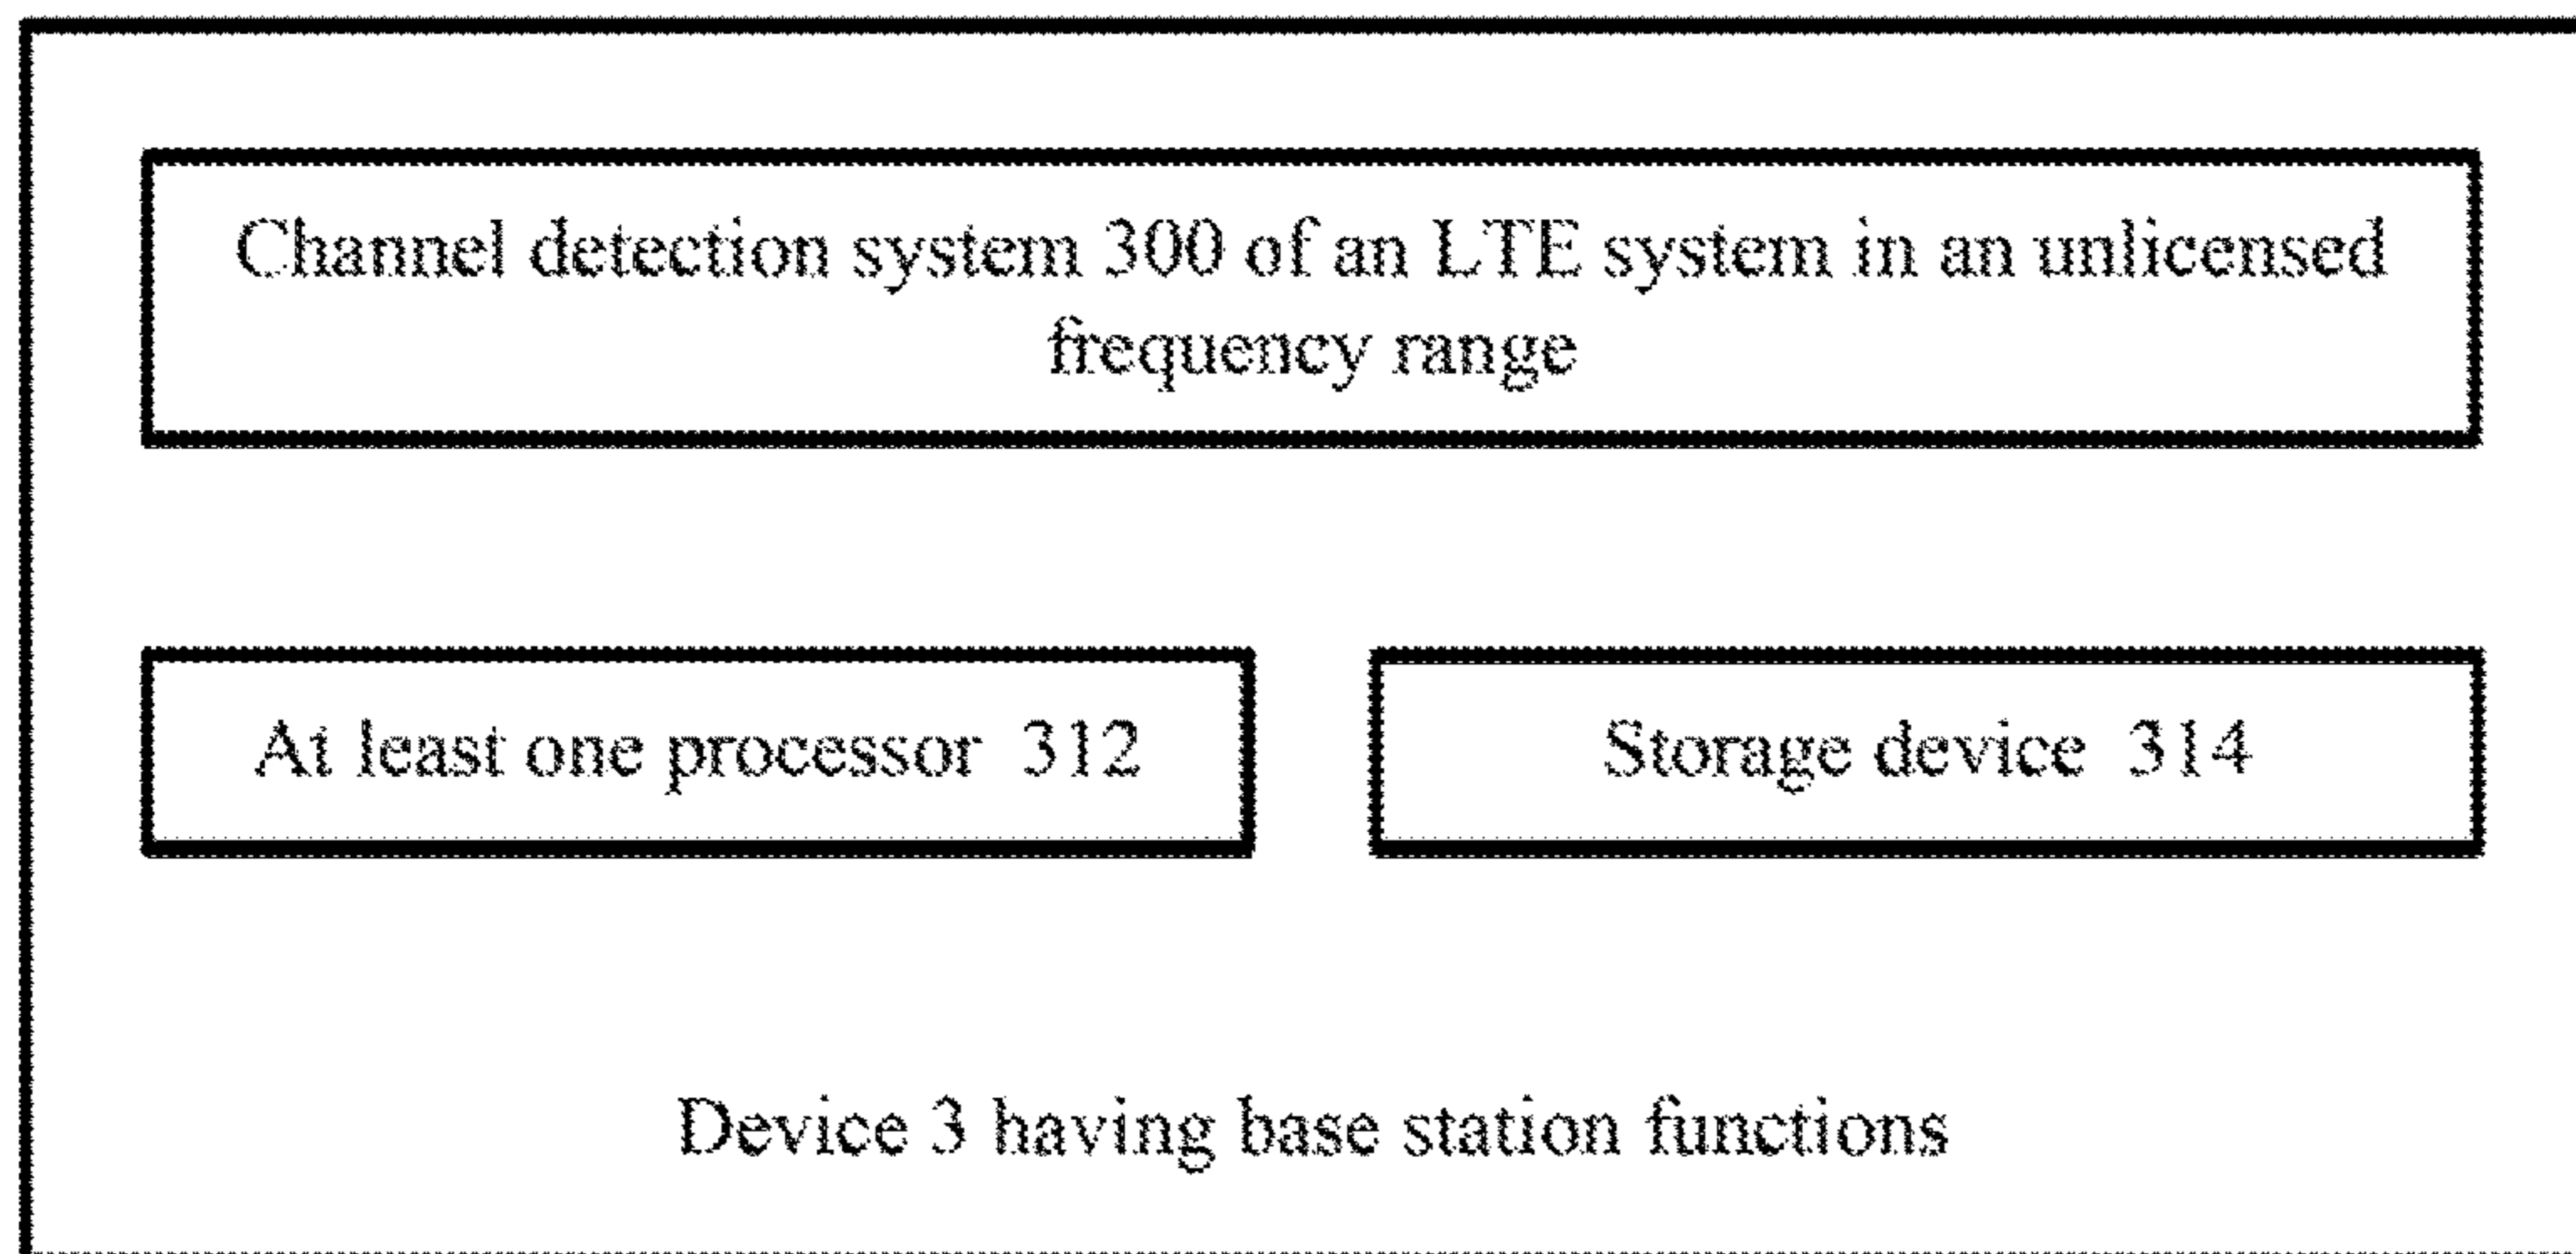 Channel detection system 300 of an LTE system in an unlicensed
frequency range
At least one processor 312
Storage device 314
Device 3 having base station functions